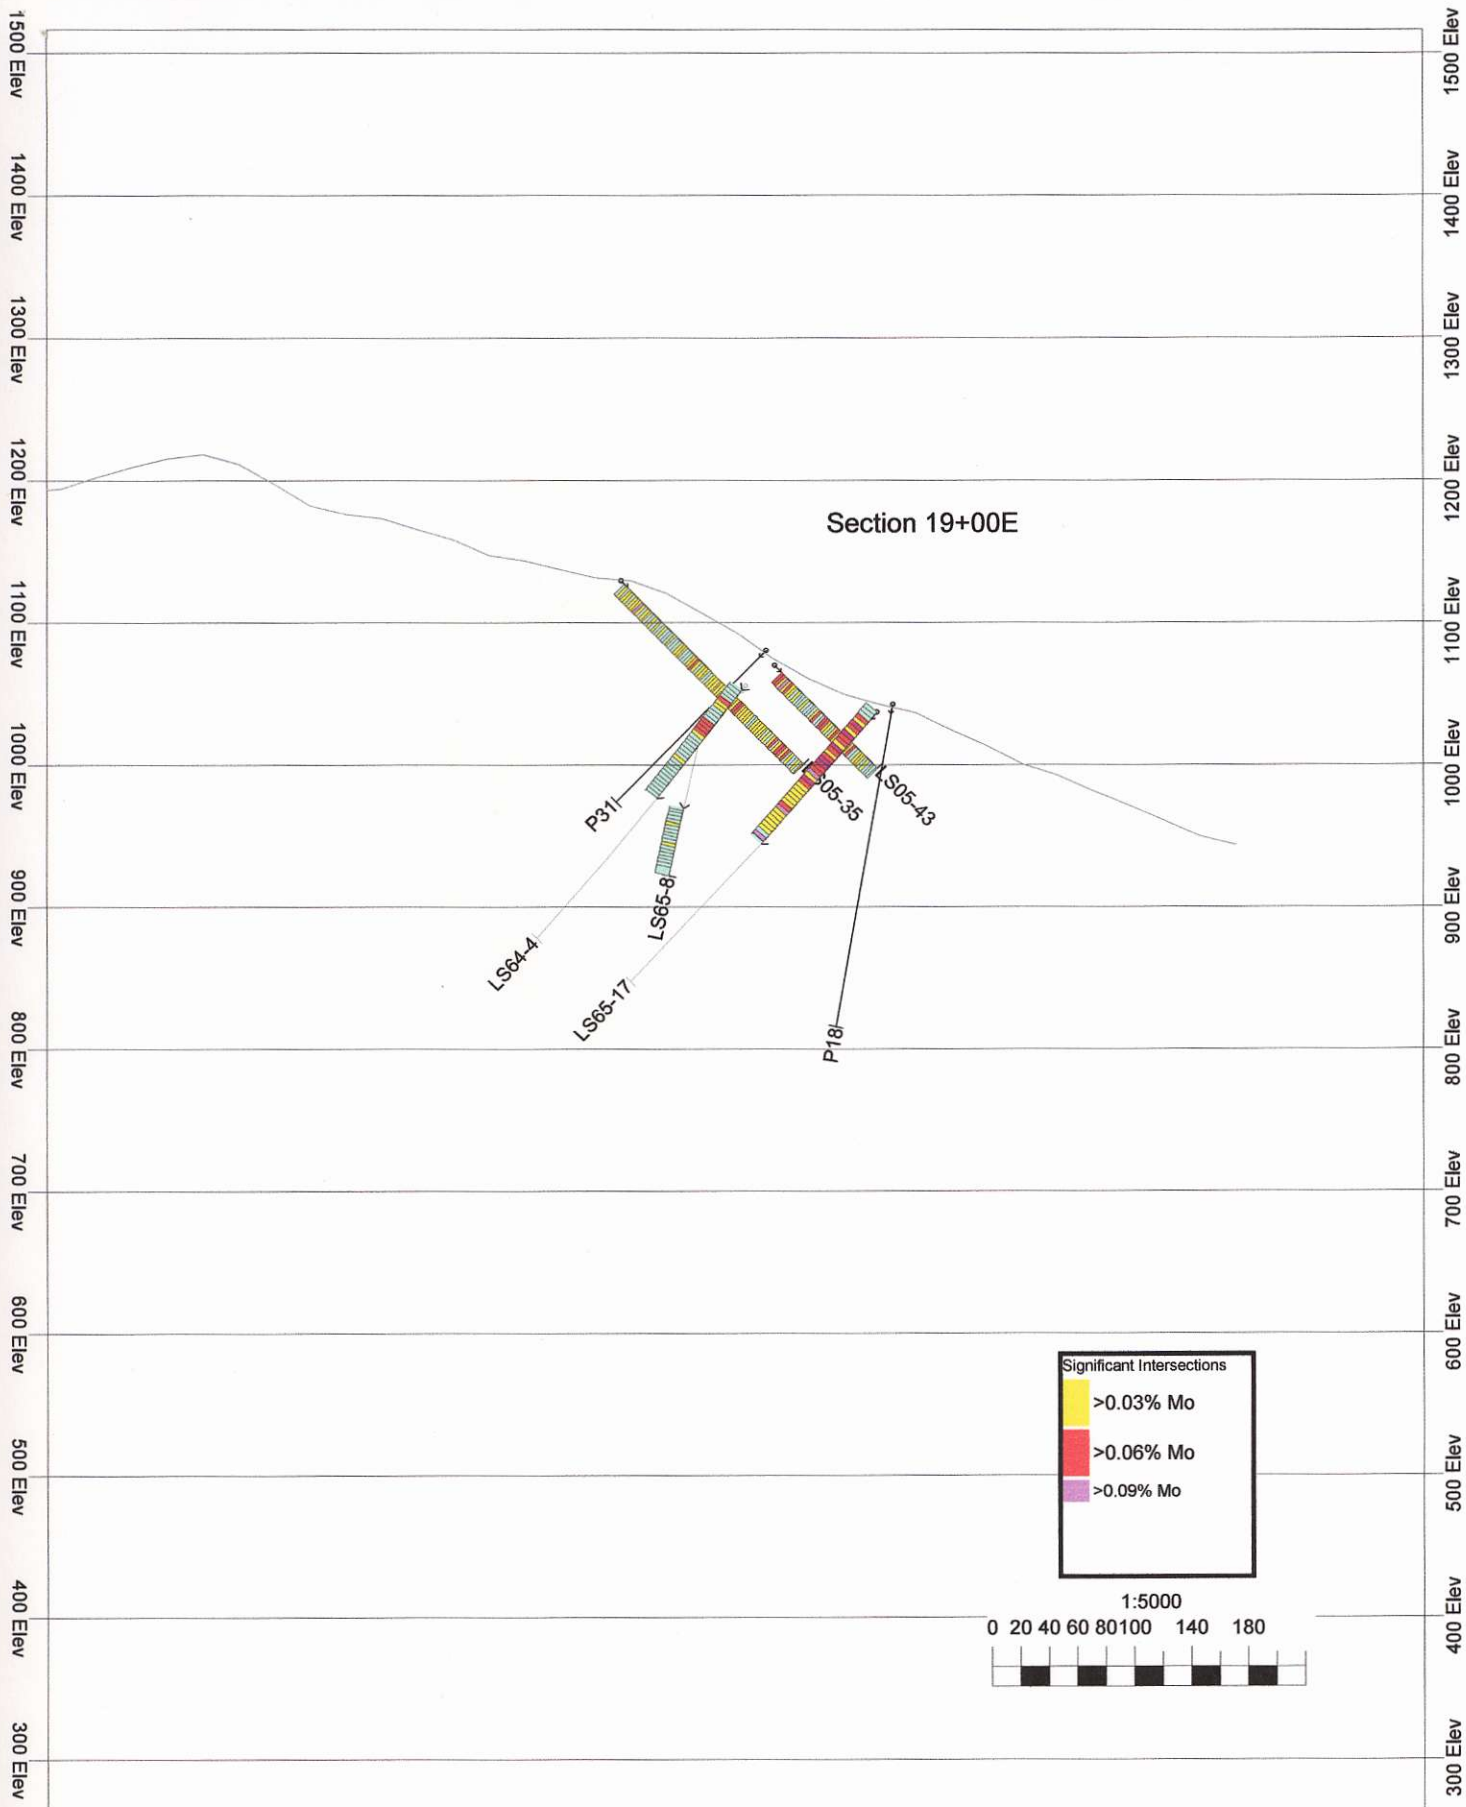 1500 Elev
1500 Elev
1400 Elev
1400 Elev
1300 Elev
1300 Elev
1200 Elev
1200 Elev
Section 19+00E
1100 Elev
1100 Elev
1000 Elev
1000 Elev
P31
LS05-35
LS05-43
900 Elev
900 Elev
LS65-8
LS64-4
LS65-17
800 Elev
800 Elev
P18
700 Elev
700 Elev
600 Elev
600 Elev
Significant Intersections
>0.03% Mo
>0.06% Mo
>0.09% Mo
500 Elev
500 Elev
400 Elev
400 Elev
1:5000
0 20 40 60 80100 140 180
300 Elev
300 Elev